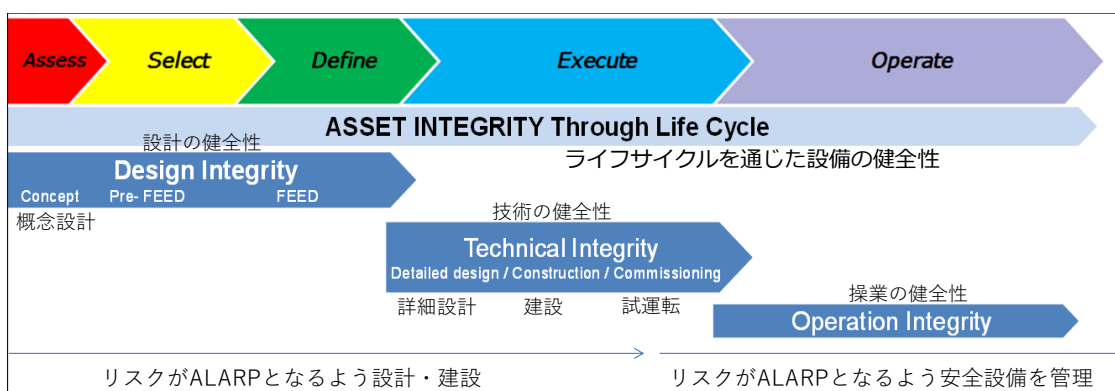 Assess Select Define Execute Operate
ASSET INTEGRITY Through Life Cycle
ライフサイクルを通じた設備の健全性
設計の健全性
Design Integrity
Concept Pre- FEED FEED
概念設計
技術の健全性
Technical Integrity
Detailed design / Construction / Commissioning
詳細設計 建設 試運転
操業の健全性
Operation Integrity
リスクがALARPとなるよう設計・建設
リスクがALARPとなるよう安全設備を管理